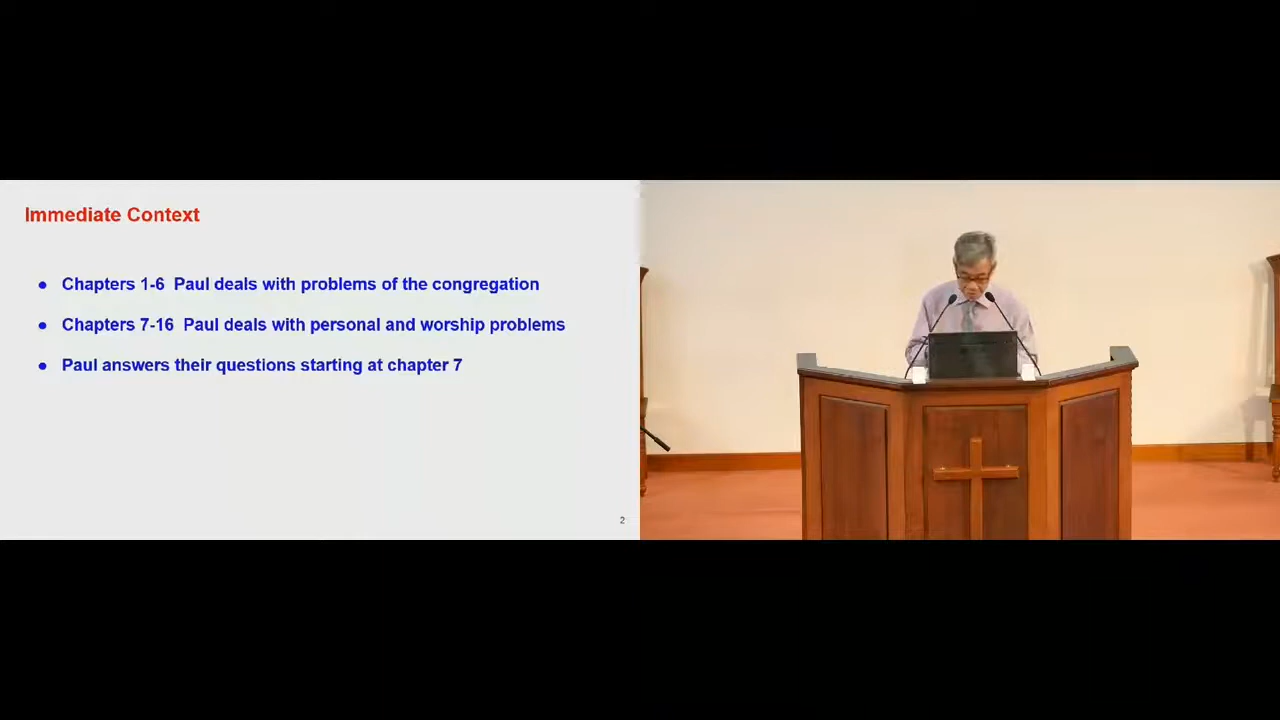 Immediate Context
● Chapters 1-6 Paul deals with problems of the congregation
● Chapters 7-16 Paul deals with personal and worship problems
● Paul answers their questions starting at chapter 7
2